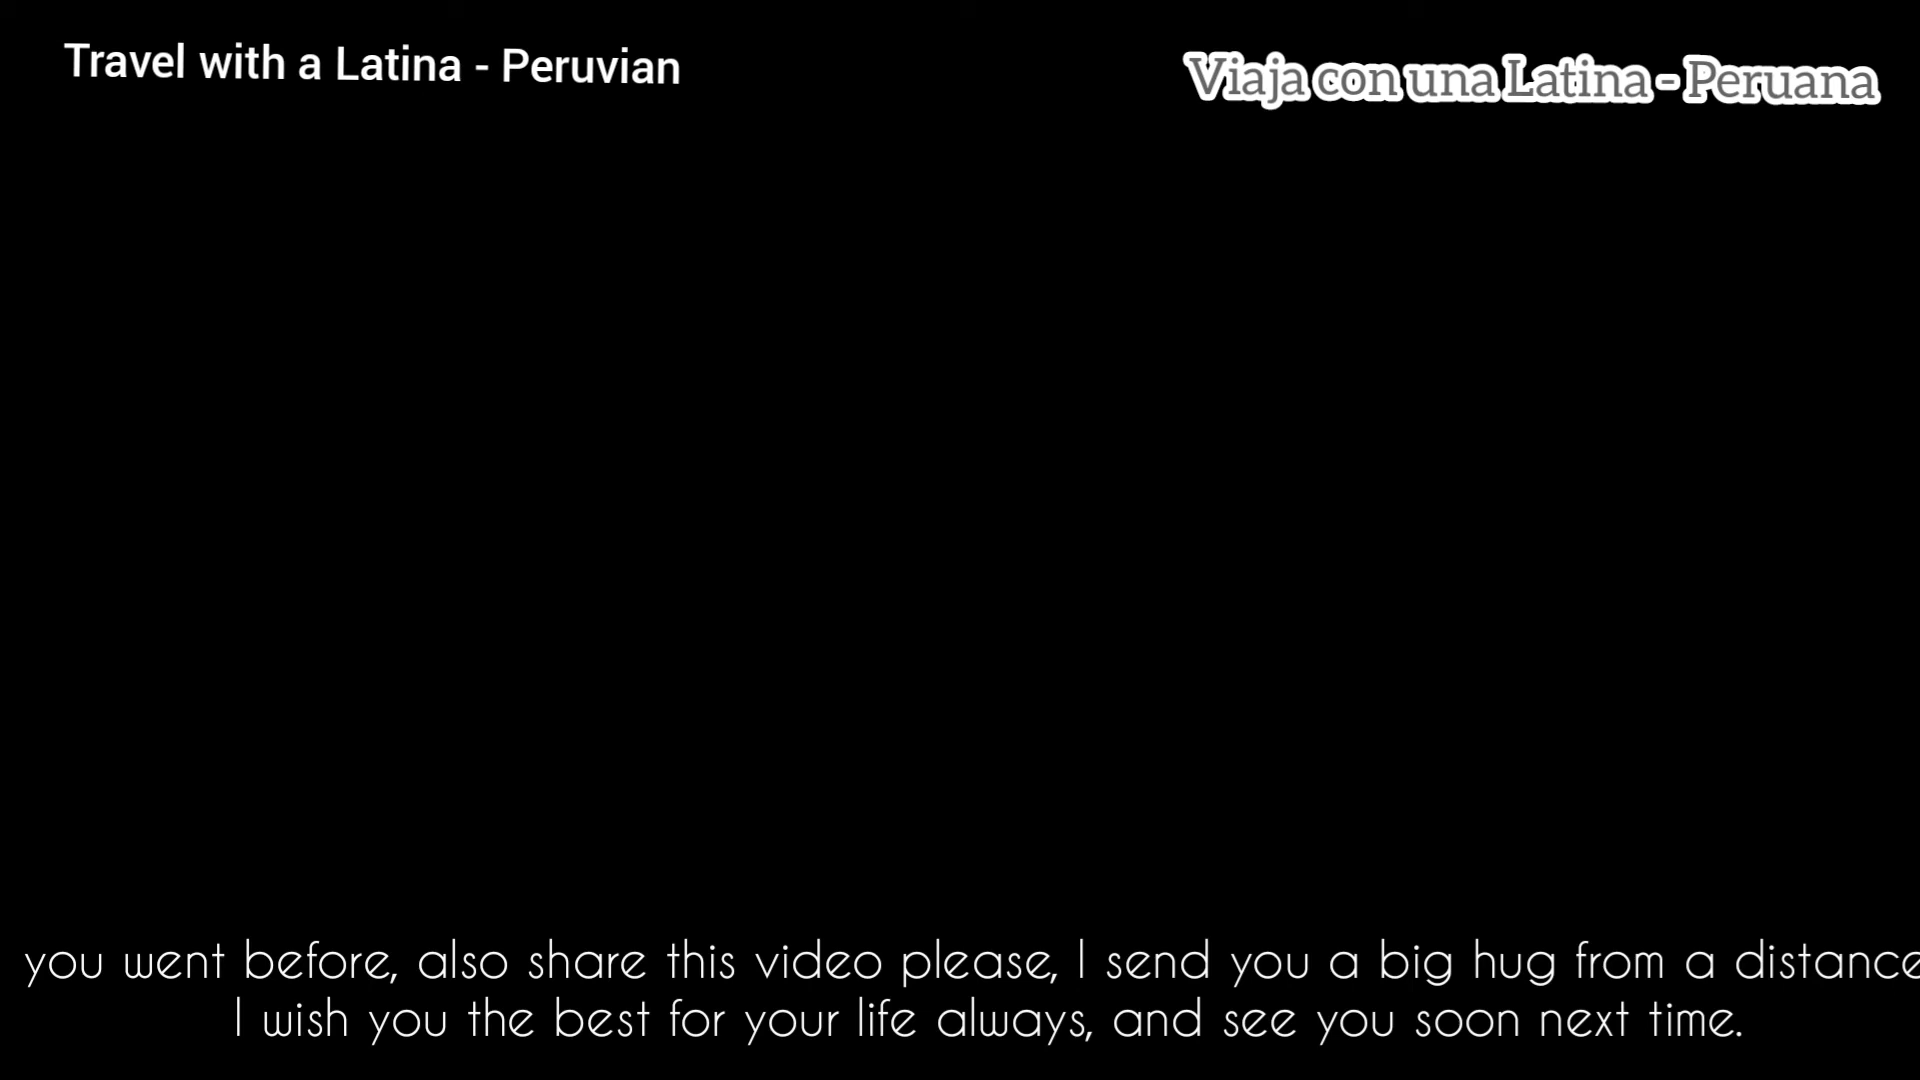 Travel with a Latina - Peruvian
Viaja con una Latina - Peruana
you went before, also share this video please, I send you a big hug from a distance
I wish you the best for your life always, and see you soon next time.